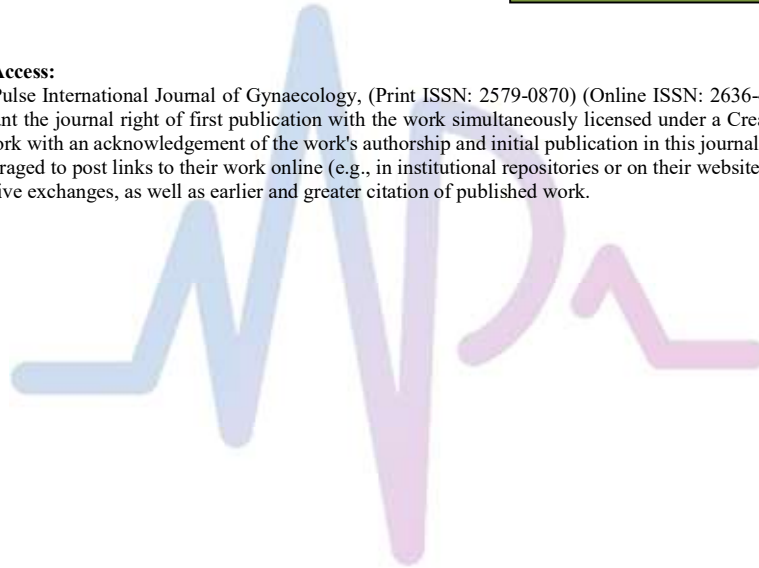 Access:
Pulse International Journal of Gynaecology, (Print ISSN: 2579-0870) (Online ISSN: 2636-
nt the journal right of first publication with the work simultaneously licensed under a Crea
ork with an acknowledgement of the work's authorship and initial publication in this journal
raged to post links to their work online (e.g., in institutional repositories or on their website
ive exchanges, as well as earlier and greater citation of published work.